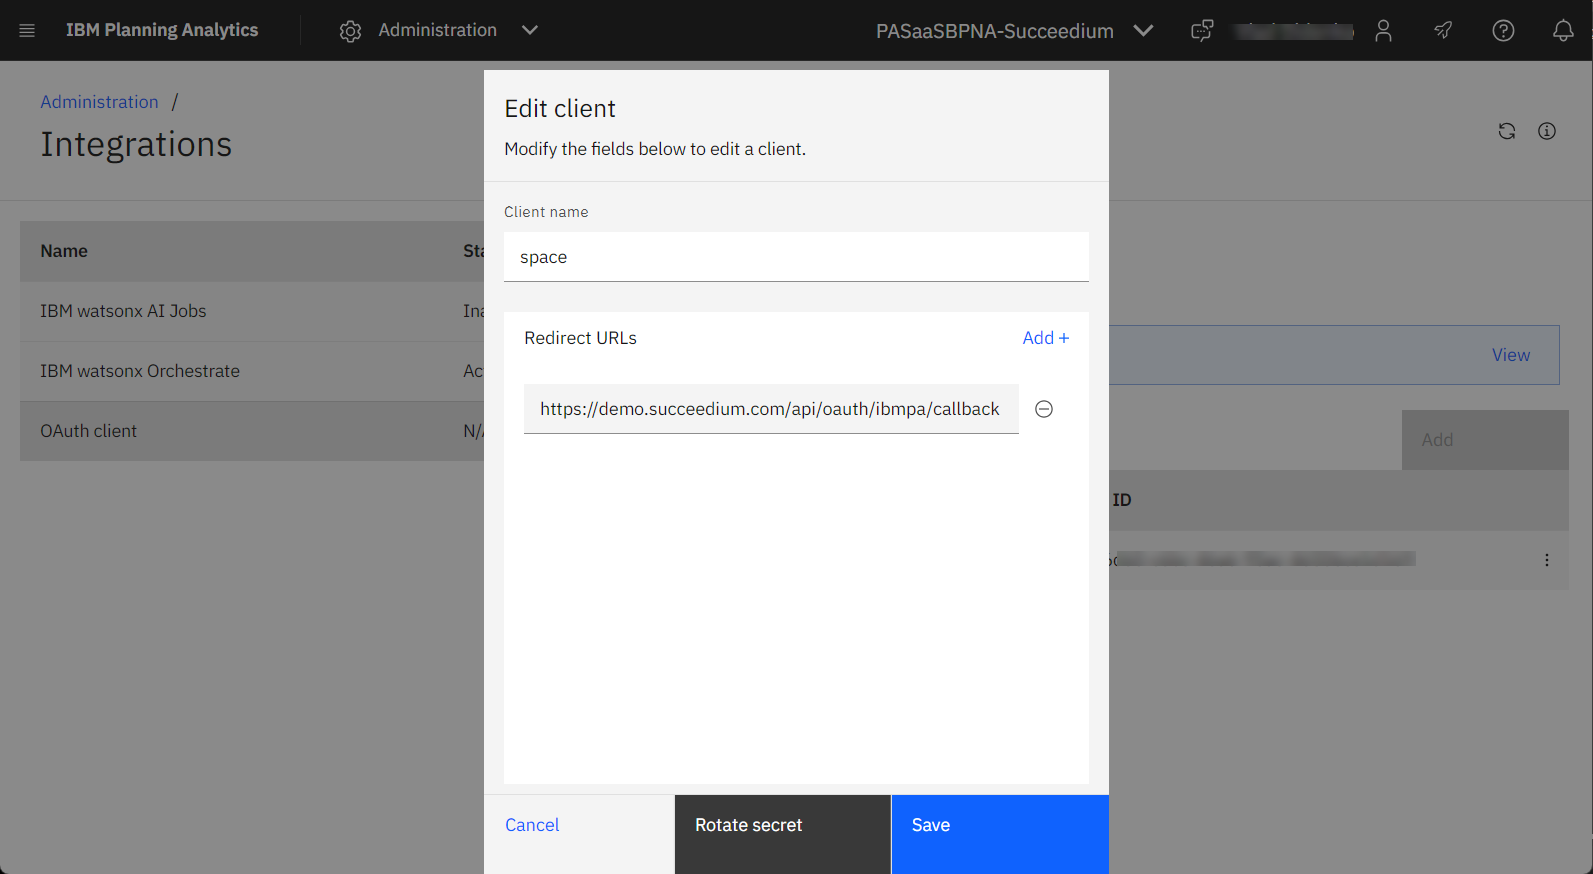 IBM Planning Analytics
Administration
PASaaSBPNA-Succeedium
Administration /
Integrations
Name
Sta
IBM watsonx AI Jobs
Ina
IBM watsonx Orchestrate
Ac
OAuth client
N/
Edit client
Modify the fields below to edit a client.
Client name
space
Redirect URLs
Add +
https://demo.succeedium.com/api/oauth/ibmpa/callback
Cancel
Rotate secret
Save
View
Add
ID